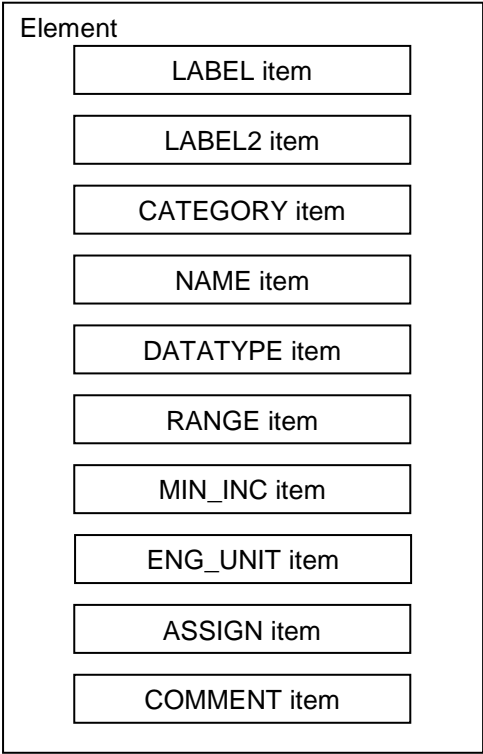 Element
LABEL item
LABEL2 item
CATEGORY item
NAME item
DATATYPE item
RANGE item
MIN_INC item
ENG_UNIT item
ASSIGN item
COMMENT item